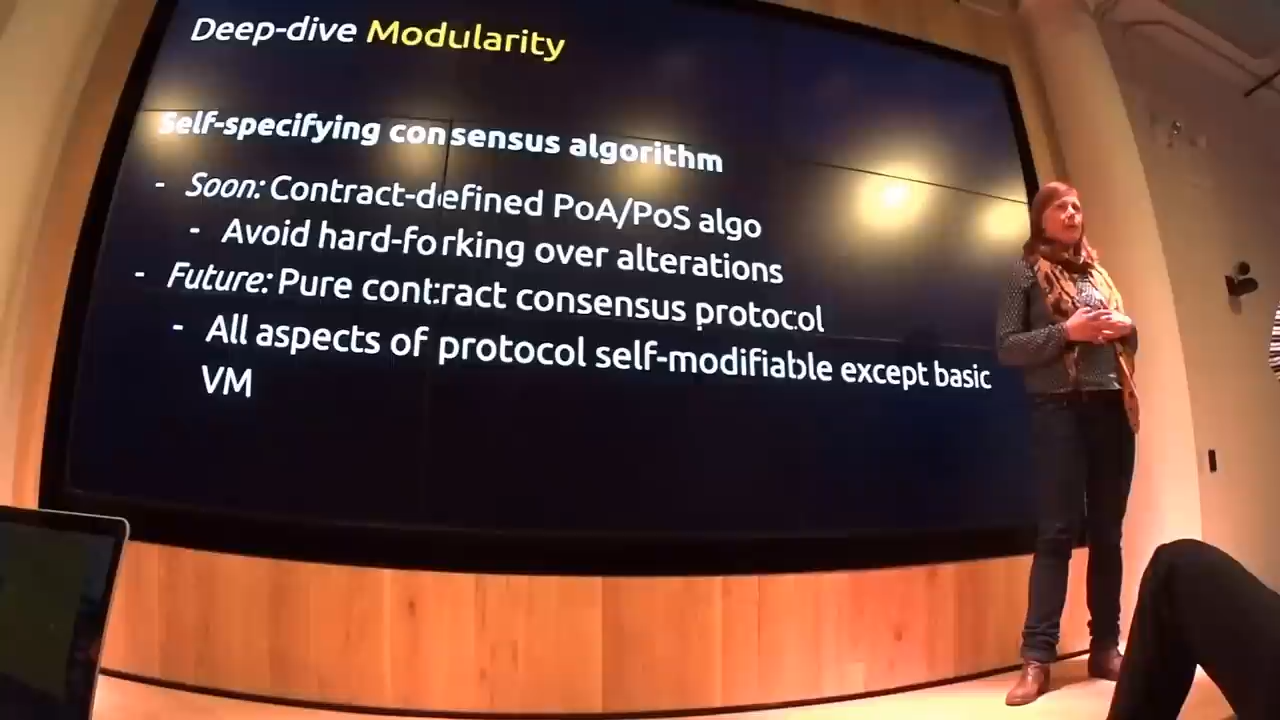 Deep-dive Modularity
Self-specifying consensus algorithm
- Soon: Contract-defined PoA/PoS algo
- Avoid hard-forking over alterations
- Future: Pure contract consensus protocol
- All aspects of protocol self-modifiable except basic
VM